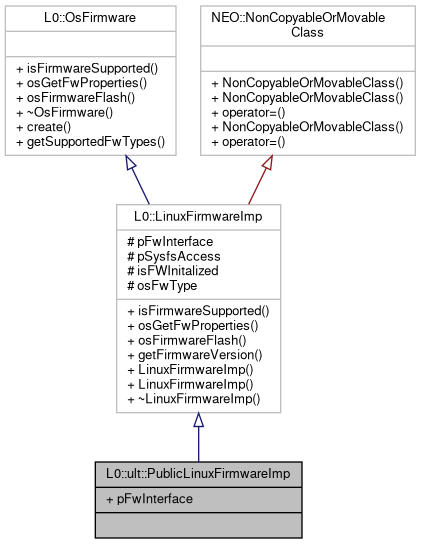 L0::OsFirmware
+ isFirmwareSupported()
+ osGetFwProperties()
+ osFirmwareFlash()
+ ~OsFirmware()
+ create()
+ getSupportedFwTypes()
NEO::NonCopyableOrMovable
Class
+ NonCopyableOrMovableClass()
+ NonCopyableOrMovableClass()
+ operator=()
+ NonCopyableOrMovableClass()
+ operator=()
L0::LinuxFirmwareImp
# pFwInterface
# pSysfsAccess
# isFWInitalized
# osFwType
+ isFirmwareSupported()
+ osGetFwProperties()
+ osFirmwareFlash()
+ getFirmwareVersion()
+ LinuxFirmwareImp()
+ LinuxFirmwareImp()
+ ~LinuxFirmwareImp()
L0::ult::PublicLinuxFirmwareImp
+ pFwInterface